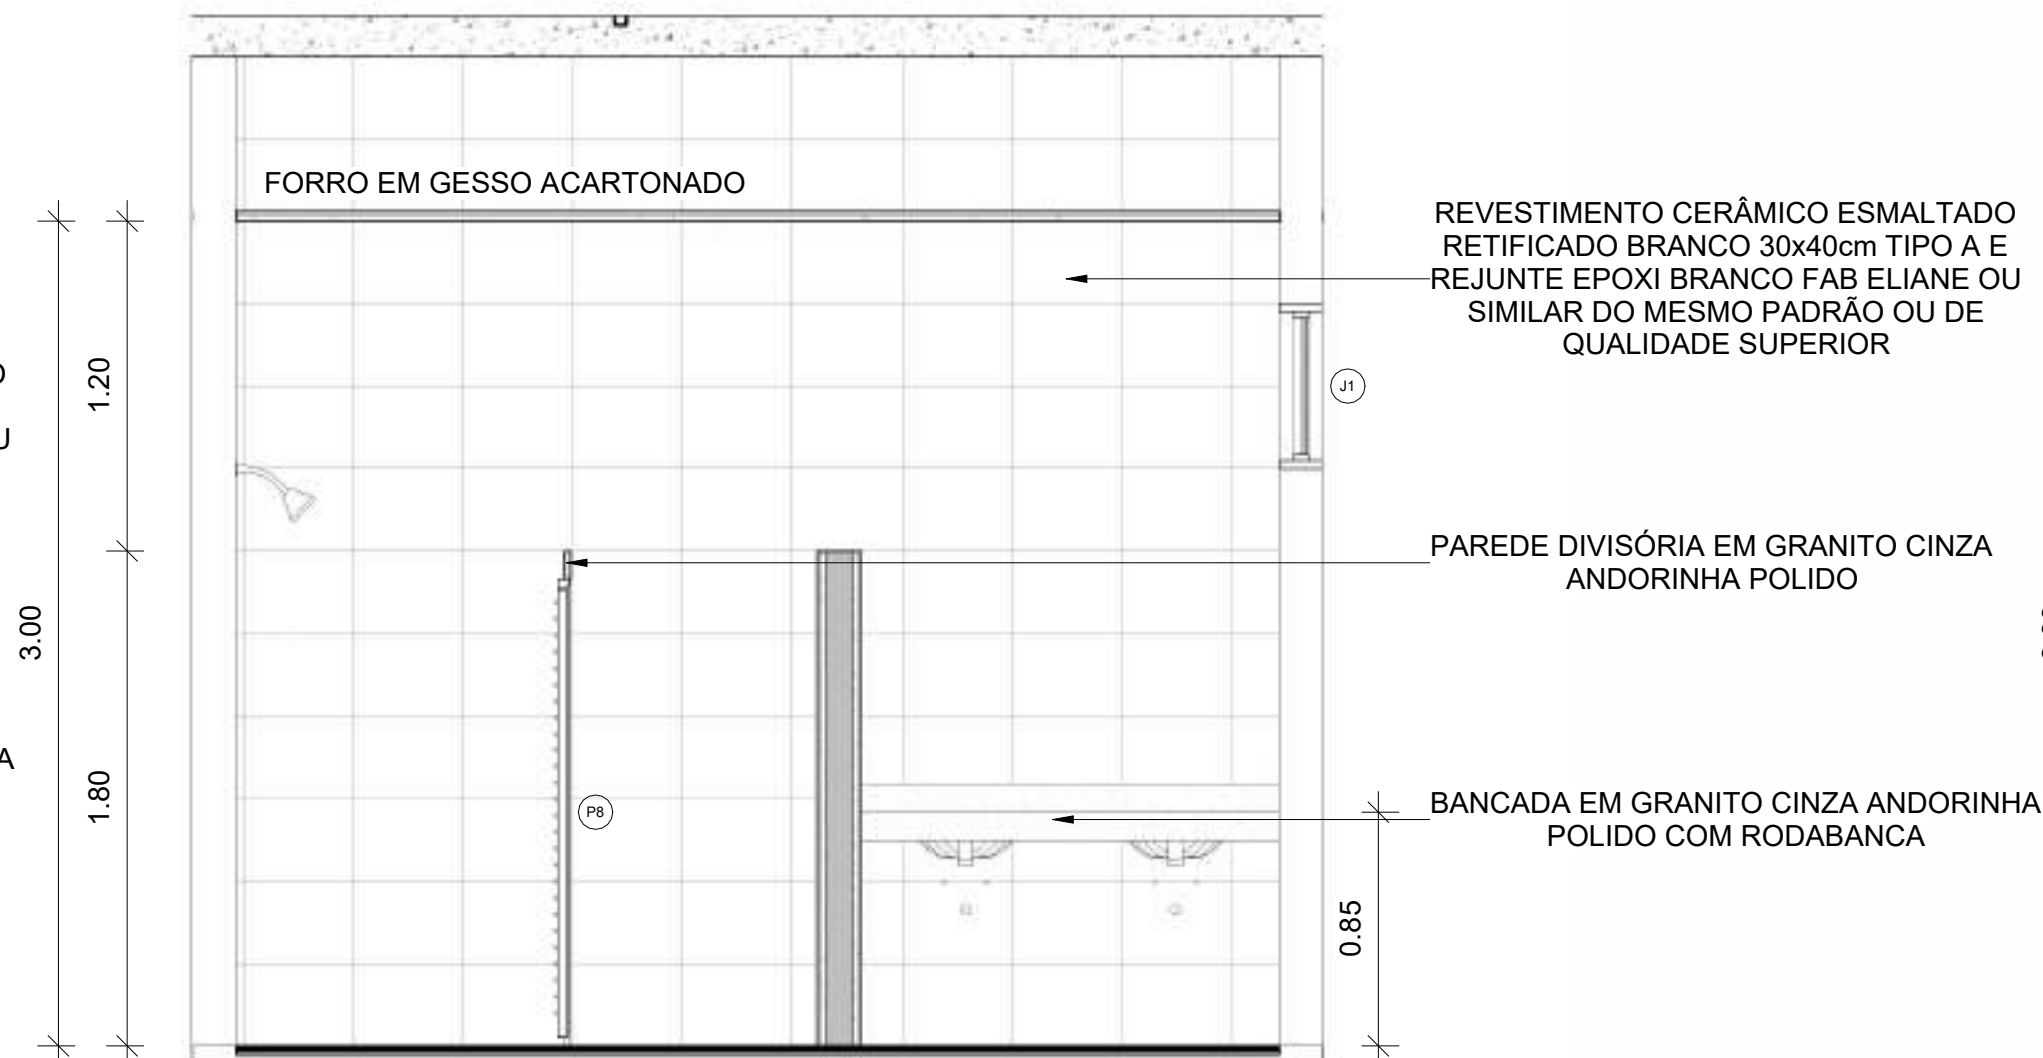 FORRO EM GESSO ACARTONADO
REVESTIMENTO CERÂMICO ESMALTADO
RETIFICADO BRANCO 30x40cm TIPO A E
REJUNTE EPOXI BRANCO FAB ELIANE OU
SIMILAR DO MESMO PADRÃO OU DE
QUALIDADE SUPERIOR
1.20
J1
PAREDE DIVISÓRIA EM GRANITO CINZA
ANDORINHA POLIDO
3.00
1.80
P8
BANCADA EM GRANITO CINZA ANDORINHA
POLIDO COM RODABANCA
0.85
A